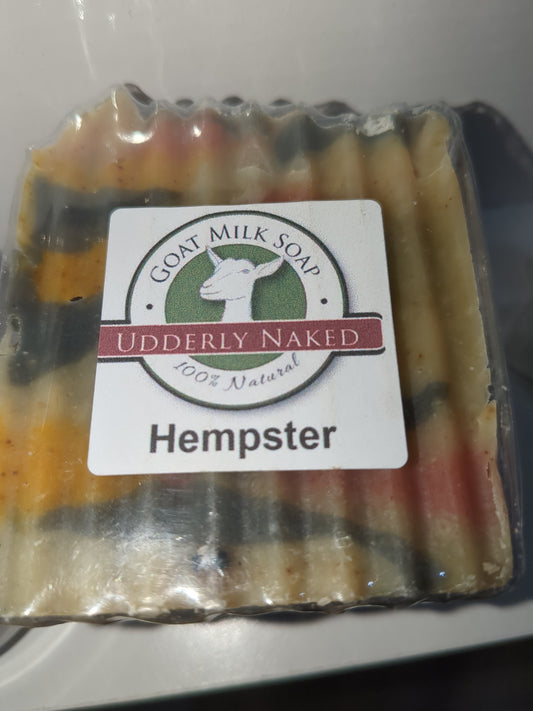 GOAT MILK SOAP
UDDERLY NAKED
100% Natural
Hempster